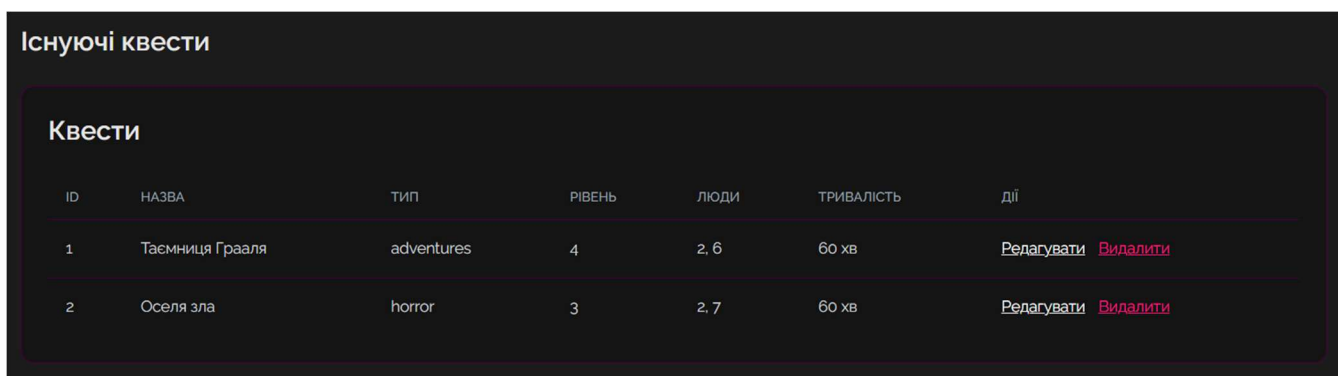 Існуючі квести
Квести
ID НАЗВА ТИП РІВЕНЬ ЛЮДИ ТРИВАЛІСТЬ ДІЇ
1 Таємниця Грааля adventures 4 2, 6 60 хв Редагувати Видалити
2 Оселя зла horror 3 2, 7 60 хв Редагувати Видалити